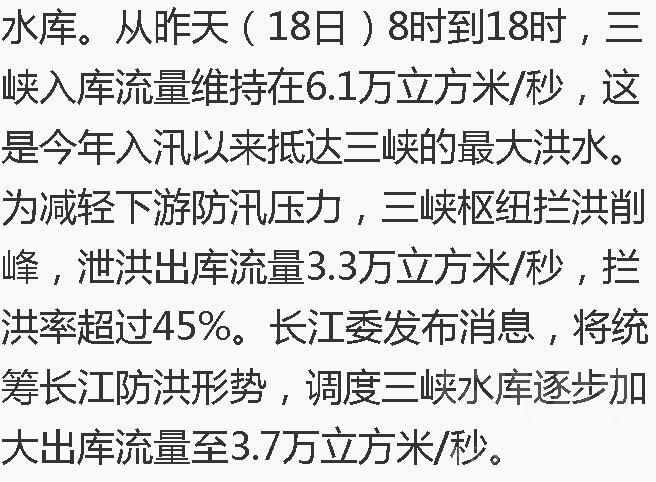 水库。从昨天（18日）8时到18时，三
峡入库流量维持在6.1万立方米/秒，这
是今年入汛以来抵达三峡的最大洪水。
为减轻下游防汛压力，三峡枢纽拦洪削
峰，泄洪出库流量3.3万立方米/秒，拦
洪率超过45%。长江委发布消息，将统
筹长江防洪形势，调度三峡水库逐步加
大出库流量至3.7万立方米/秒。